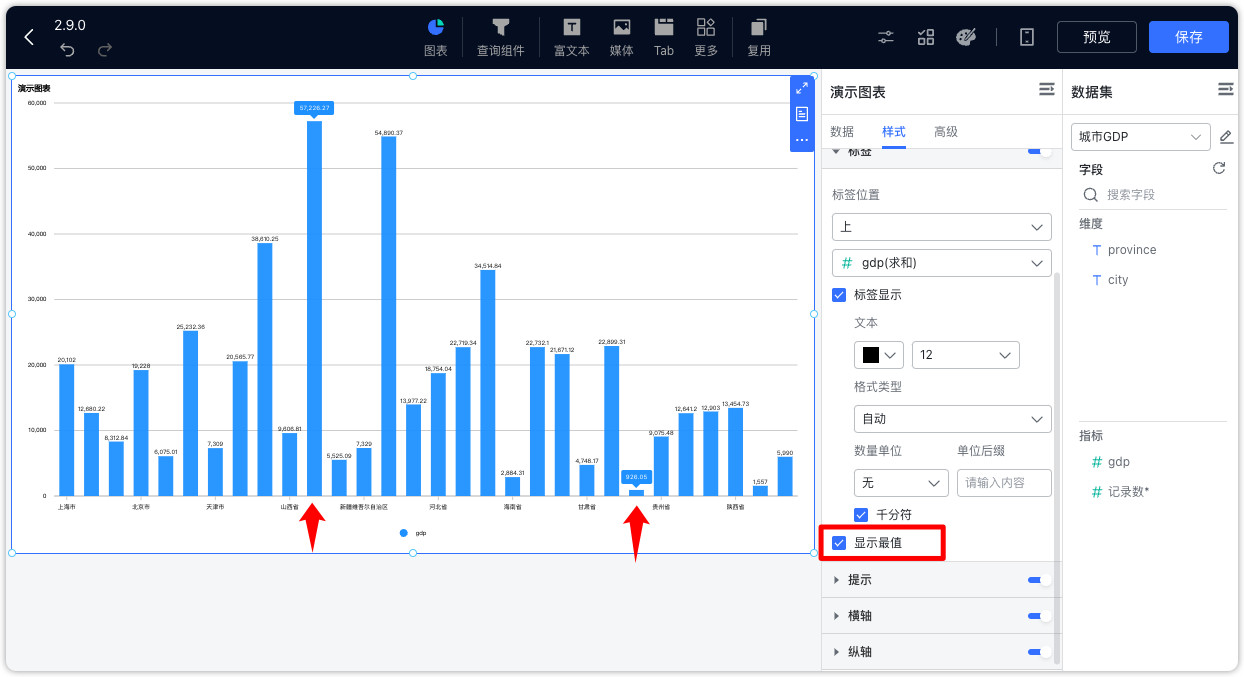 2.9.0
图表
查询组件
富文本
媒体
Tab
更多
复用
预览
保存
演示图表
60,000
50,000
40,000
30,000
20,000
10,000
0
20,102
12,680.22
8,312.84
19,228
6,075.01
25,232.36
7,309
20,565.77
38,610.25
9,606.81
57,226.27
5,525.09
7,329
54,890.37
13,977.22
18,754.04
22,719.34
34,514.84
2,884.31
22,732.1
21,671.12
4,748.17
22,899.31
926.05
9,075.48
12,641.2
12,903
13,454.73
1,557
5,990
上海市
北京市
天津市
山西省
新疆维吾尔自治区
河北省
海南省
甘肃省
贵州省
陕西省
gdp
演示图表
数据
样式
高级
标签
标签位置
上
# gdp(求和)
标签显示
文本
12
格式类型
自动
数量单位
单位后缀
无
请输入内容
千分符
显示最值
提示
横轴
纵轴
数据集
城市GDP
字段
搜索字段
维度
T province
T city
指标
# gdp
# 记录数*